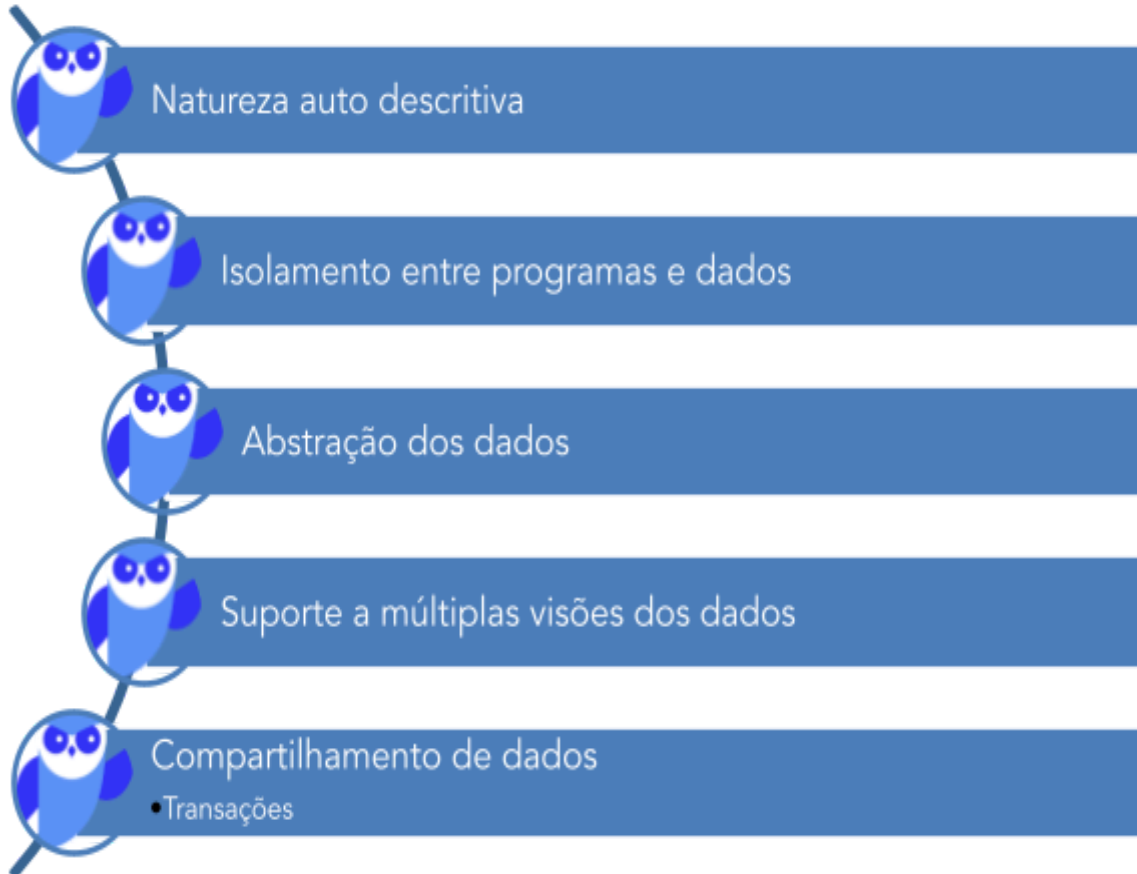 Natureza auto descritiva
Isolamento entre programas e dados
Abstração dos dados
Suporte a múltiplas visões dos dados
Compartilhamento de dados
•Transações